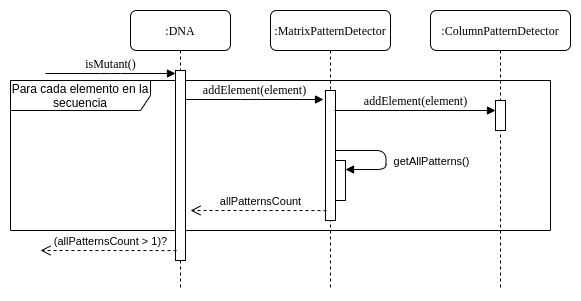 :DNA
:MatrixPatternDetector
:ColumnPatternDetector
isMutant()
Para cada elemento en la
secuencia
addElement(element)
addElement(element)
getAllPatterns()
allPatternsCount
(allPatternsCount > 1)?